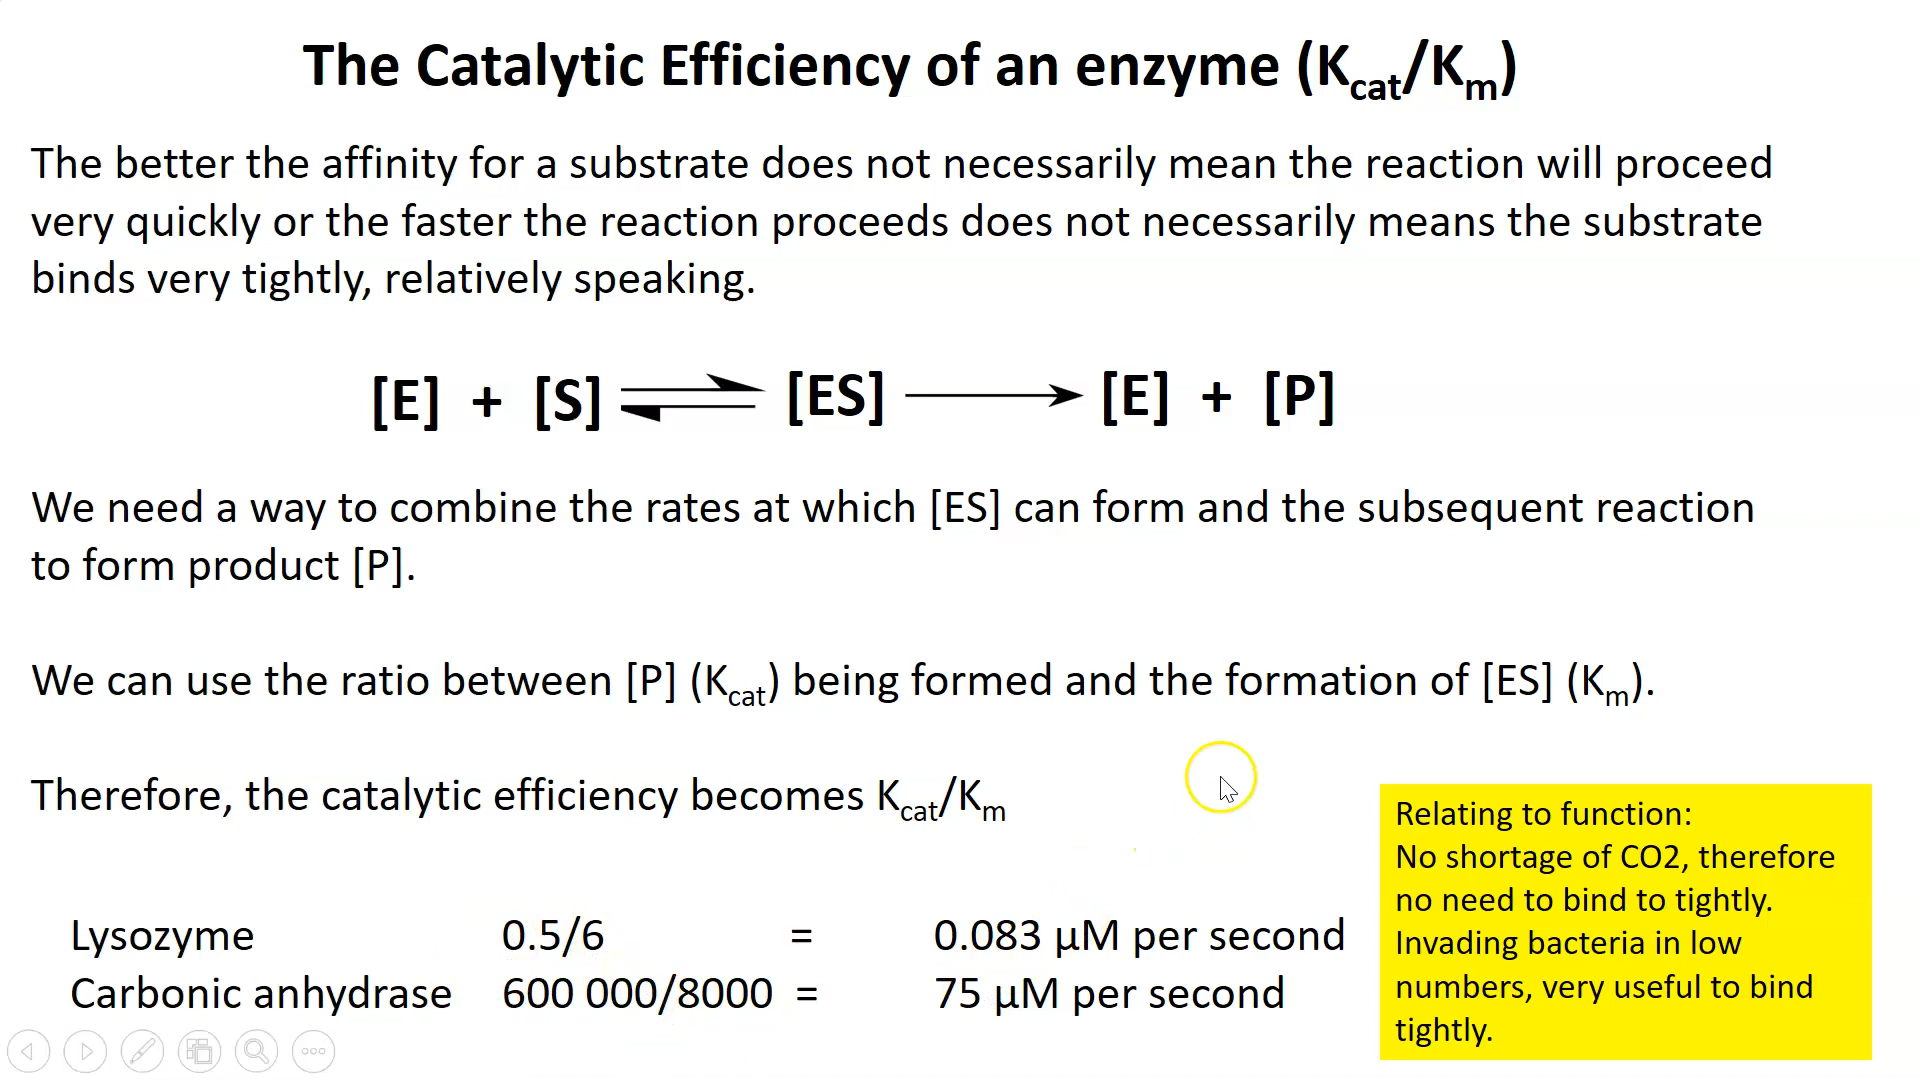 The Catalytic Efficiency of an enzyme (Kcat/Km)
The better the affinity for a substrate does not necessarily mean the reaction will proceed
very quickly or the faster the reaction proceeds does not necessarily means the substrate
binds very tightly, relatively speaking.
[E] + [S] ⇌ [ES] ⟶ [E] + [P]
We need a way to combine the rates at which [ES] can form and the subsequent reaction
to form product [P].
We can use the ratio between [P] (Kcat) being formed and the formation of [ES] (Km).
Therefore, the catalytic efficiency becomes Kcat/Km
Lysozyme 0.5/6 = 0.083 µM per second
Carbonic anhydrase 600 000/8000 = 75 µM per second
Relating to function:
No shortage of CO2, therefore
no need to bind to tightly.
Invading bacteria in low
numbers, very useful to bind
tightly.